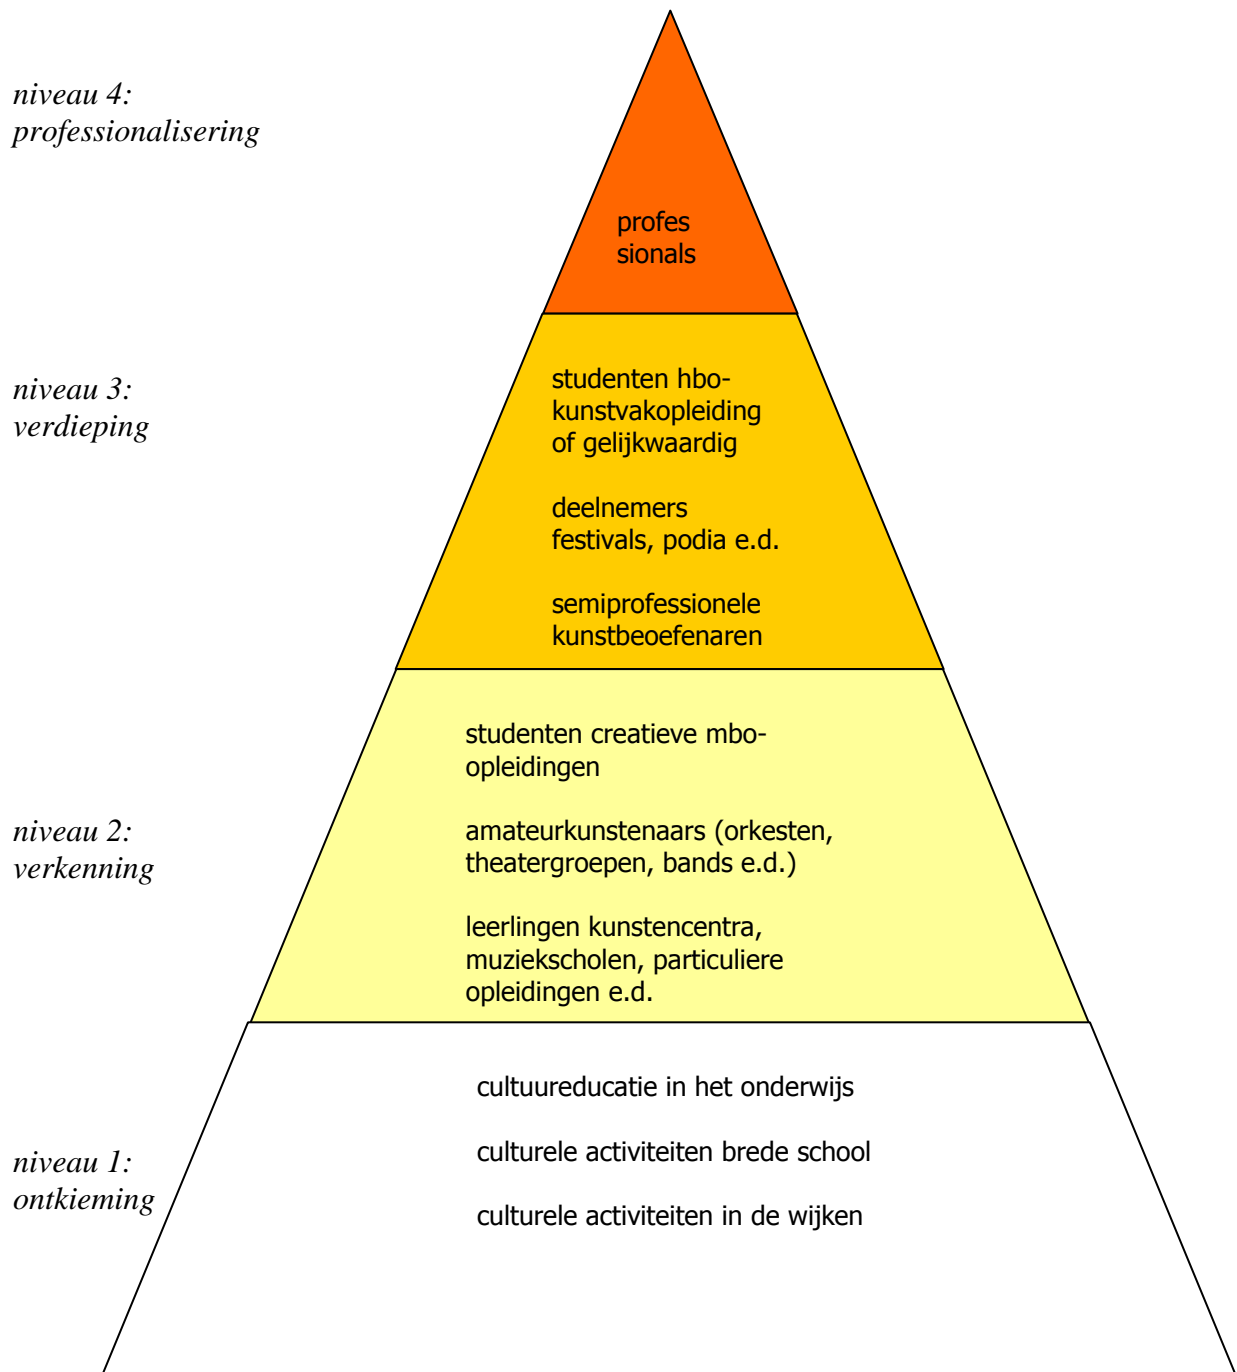 niveau 4:
professionalisering
profes
sionals
niveau 3:
verdieping
studenten hbo-
kunstvakopleiding
of gelijkwaardig
deelnemers
festivals, podia e.d.
semiprofessionele
kunstbeoefenaren
niveau 2:
verkenning
studenten creatieve mbo-
opleidingen
amateurkunstenaars (orkesten,
theatergroepen, bands e.d.)
leerlingen kunstencentra,
muziekscholen, particuliere
opleidingen e.d.
niveau 1:
ontkieming
cultuureducatie in het onderwijs
culturele activiteiten brede school
culturele activiteiten in de wijken